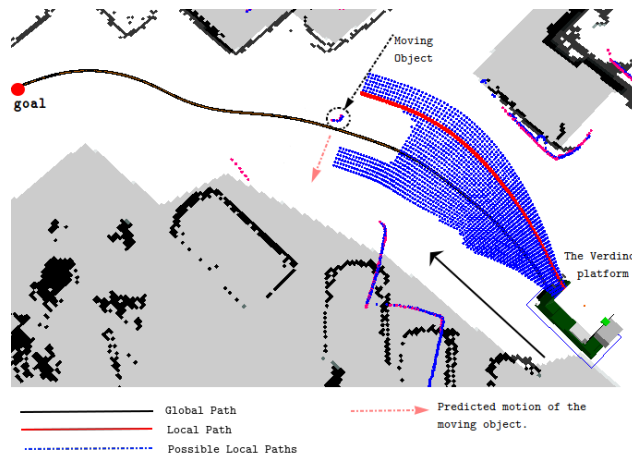 Moving
Object
goal
The Verdino
platform
Global Path
Local Path
Possible Local Paths
Predicted motion of the
moving object.